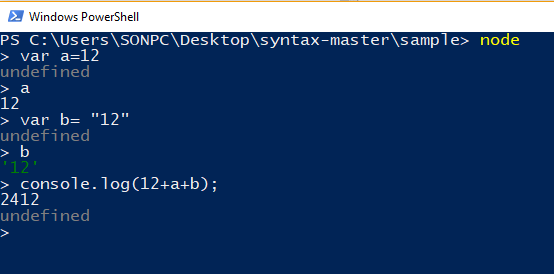 Windows PowerShell
PS C:\Users\SONPC\Desktop\syntax-master\sample> node
> var a=12
undefined
> a
12
> var b= "12"
undefined
> b
'12'
> console.log(12+a+b);
2412
undefined
>